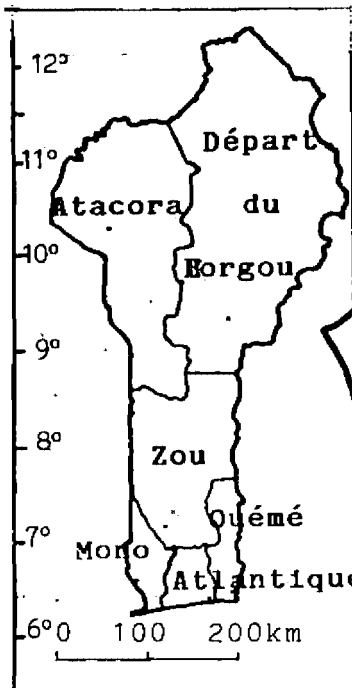 12°
Départ
11°
Atacora
du
10°
Borgou
9°
8°
Zou
Ouémé
7°
Mono
Atlantique
6°
0 100 200km